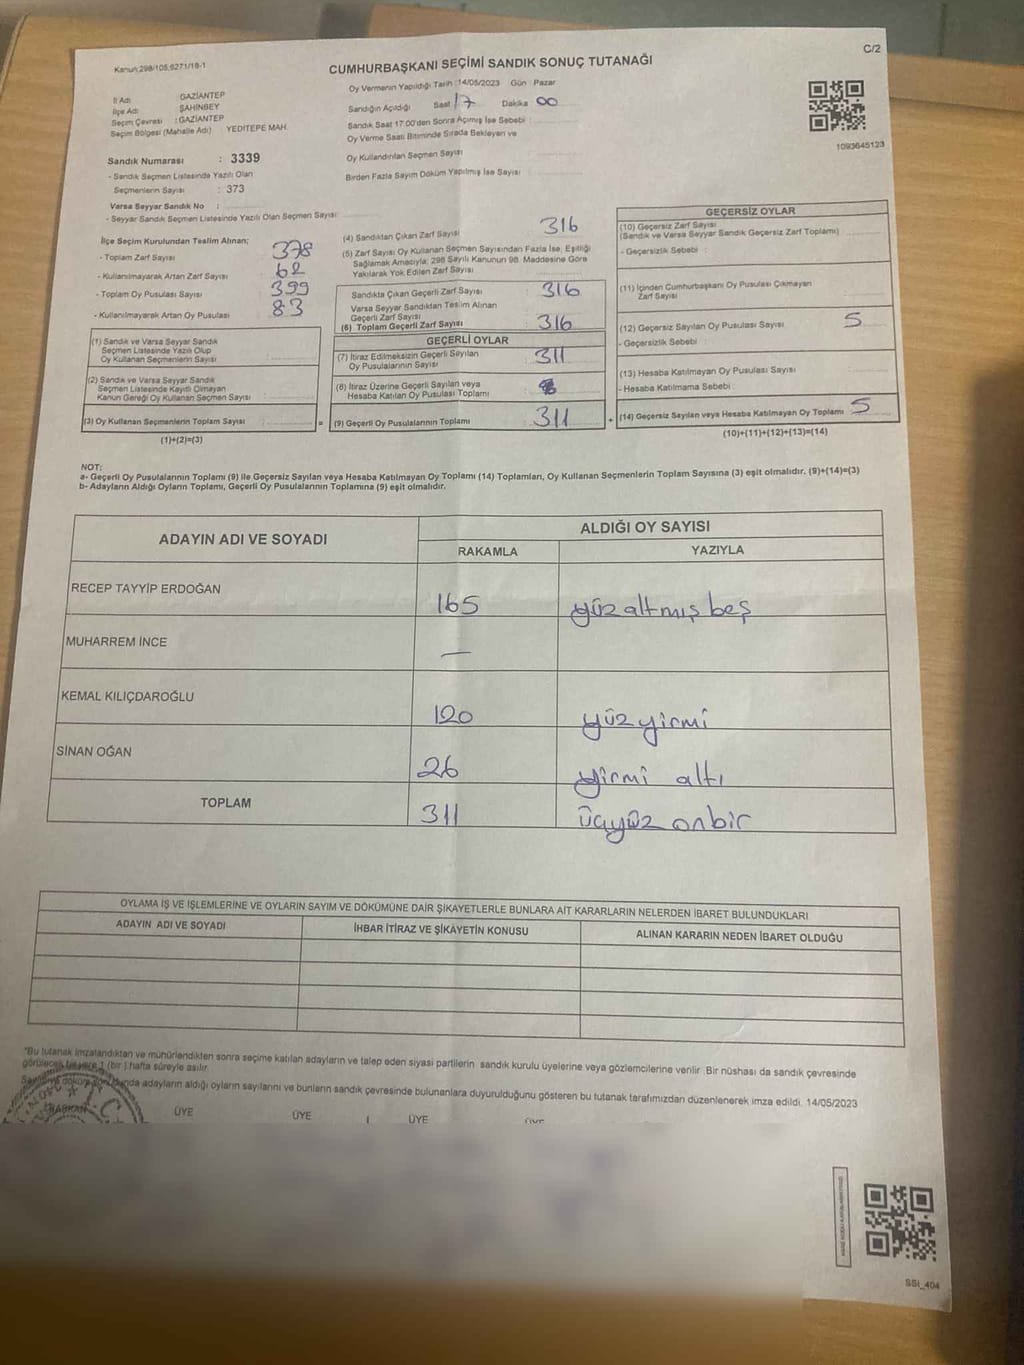 C/2
Kanun:298/105,6271/18-1
CUMHURBAŞKANI SEÇİMİ SANDIK SONUÇ TUTANAĞI
İl Adı : GAZİANTEP
İlçe Adı : ŞAHİNBEY
Seçim Çevresi : GAZİANTEP
Seçim Bölgesi (Mahalle Adı) YEDİTEPE MAH.
Oy Vermenin Yapıldığı Tarih :14/05/2023 Gün : Pazar
Sandığın Açıldığı Saat 17 Dakika 00
Sandık Saat 17:00'den Sonra Açılmış İse Sebebi :
Oy Verme Saati Bitiminde Sırada Bekleyen ve
Oy Kullandırılan Seçmen Sayısı
Birden Fazla Sayım Döküm Yapılmış İse Sayısı :
1093645123
Sandık Numarası : 3339
- Sandık Seçmen Listesinde Yazılı Olan
Seçmenlerin Sayısı : 373
Varsa Seyyar Sandık No :
- Seyyar Sandık Seçmen Listesinde Yazılı Olan Seçmen Sayısı
İlçe Seçim Kurulundan Teslim Alınan;
- Toplam Zarf Sayısı 378
- Kullanılmayarak Artan Zarf Sayısı 62
- Toplam Oy Pusulası Sayısı 399
- Kullanılmayarak Artan Oy Pusulası 83
(4) Sandıktan Çıkan Zarf Sayısı 316
(5) Zarf Sayısı Oy Kullanan Seçmen Sayısından Fazla İse, Eşitliği
Sağlamak Amacıyla; 298 Sayılı Kanunun 98. Maddesine Göre
Yakılarak Yok Edilen Zarf Sayısı
Sandıkta Çıkan Geçerli Zarf Sayısı : 316
Varsa Seyyar Sandıktan Teslim Alınan
Geçerli Zarf Sayısı
(6) Toplam Geçerli Zarf Sayısı 316
GEÇERLİ OYLAR
(7) İtiraz Edilmeksizin Geçerli Sayılan
Oy Pusulalarının Sayısı 311
(8) İtiraz Üzerine Geçerli Sayılan veya
Hesaba Katılan Oy Pusulası Toplamı
(9) Geçerli Oy Pusulalarının Toplamı 311
(1) Sandık ve Varsa Seyyar Sandık
Seçmen Listesinde Yazılı Olup
Oy Kullanan Seçmenlerin Sayısı
(2) Sandık ve Varsa Seyyar Sandık
Seçmen Listesinde Kayıtlı Olmayan
Kanun Gereği Oy Kullanan Seçmen Sayısı
(3) Oy Kullanan Seçmenlerin Toplam Sayısı =
(1)+(2)=(3)
GEÇERSİZ OYLAR
(10) Geçersiz Zarf Sayısı
(Sandık ve Varsa Seyyar Sandık Geçersiz Zarf Toplamı)
- Geçersizlik Sebebi :
(11) İçinden Cumhurbaşkanı Oy Pusulası Çıkmayan
Zarf Sayısı
(12) Geçersiz Sayılan Oy Pusulası Sayısı 5
- Geçersizlik Sebebi :
(13) Hesaba Katılmayan Oy Pusulası Sayısı
- Hesaba Katılmama Sebebi :
+ (14) Geçersiz Sayılan veya Hesaba Katılmayan Oy Toplamı 5
(10)+(11)+(12)+(13)=(14)
NOT:
a- Geçerli Oy Pusulalarının Toplamı (9) ile Geçersiz Sayılan veya Hesaba Katılmayan Oy Toplamı (14) Toplamları, Oy Kullanan Seçmenlerin Toplam Sayısına (3) eşit olmalıdır. (9)+(14)=(3)
b- Adayların Aldığı Oyların Toplamı, Geçerli Oy Pusulalarının Toplamına (9) eşit olmalıdır.
ADAYIN ADI VE SOYADI
ALDIĞI OY SAYISI
RAKAMLA YAZIYLA
RECEP TAYYİP ERDOĞAN 165 yüz altmış beş
MUHARREM İNCE —
KEMAL KILIÇDAROĞLU 120 yüz yirmi
SİNAN OĞAN 26 yirmi altı
TOPLAM 311 üçyüz onbir
OYLAMA İŞ VE İŞLEMLERİNE VE OYLARIN SAYIM VE DÖKÜMÜNE DAİR ŞİKAYETLERLE BUNLARA AİT KARARLARIN NELERDEN İBARET BULUNDUKLARI
ADAYIN ADI VE SOYADI İHBAR İTİRAZ VE ŞİKAYETİN KONUSU ALINAN KARARIN NEDEN İBARET OLDUĞU
"Bu tutanak imzalandıktan ve mühürlendikten sonra seçime katılan adayların ve talep eden siyasi partilerin sandık kurulu üyelerine veya gözlemcilerine verilir. Bir nüshası da sandık çevresinde
görülecek bir yere 1 (bir) hafta süreyle asılır.
adayların aldığı oyların sayılarını ve bunların sandık çevresinde bulunanlara duyurulduğunu gösteren bu tutanak tarafımızdan düzenlenerek imza edildi. 14/05/2023
BAŞKAN ÜYE ÜYE ÜYE
T.C.
SSİ_404